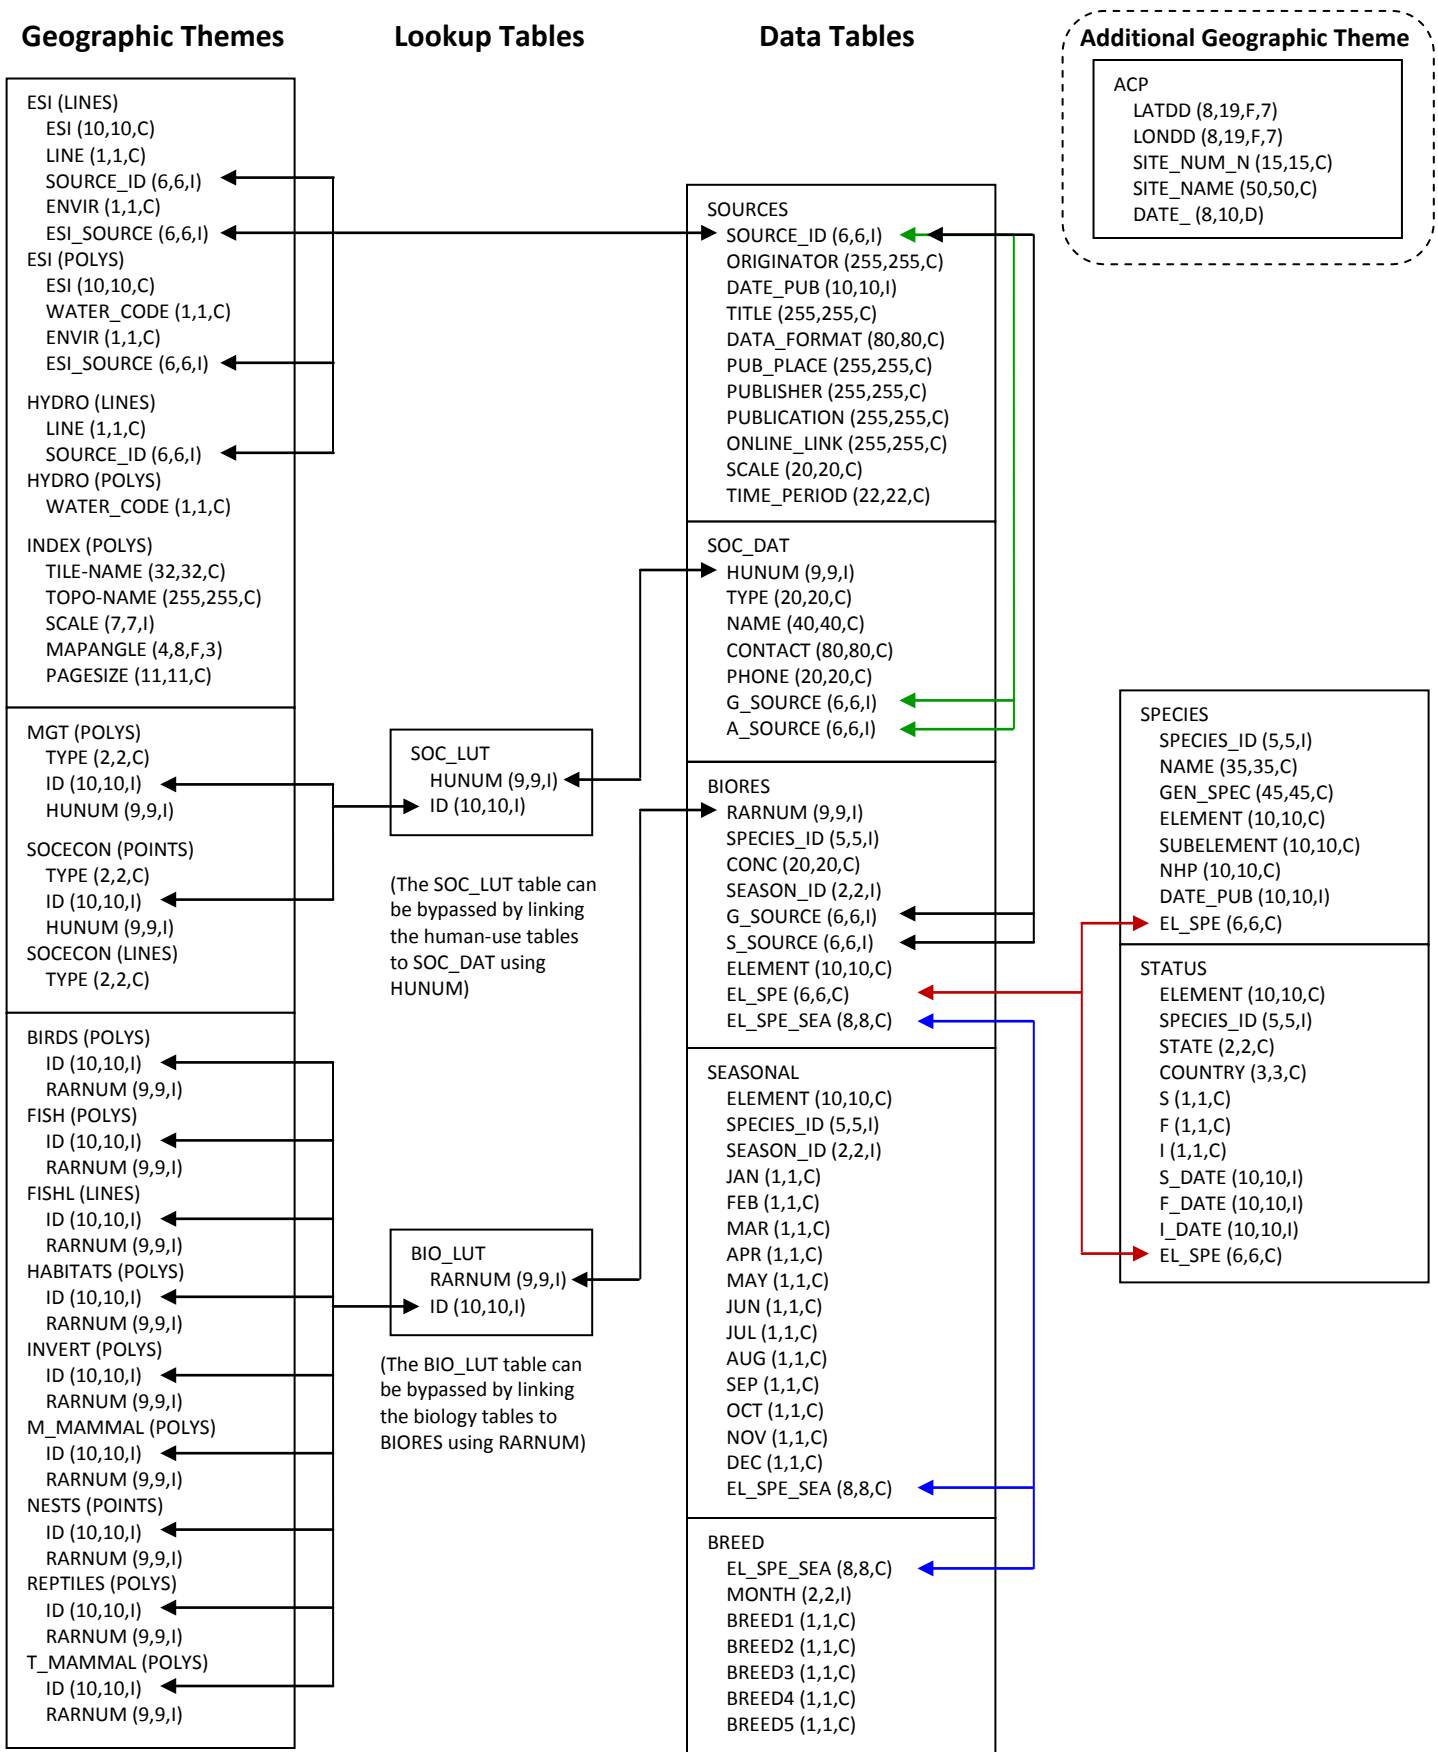 Geographic Themes
ESI (LINES)
ESI (10,10,C)
LINE (1,1,C)
SOURCE_ID (6,6,I)
ENVIR (1,1,C)
ESI_SOURCE (6,6,I)
ESI (POLYS)
ESI (10,10,C)
WATER_CODE (1,1,C)
ENVIR (1,1,C)
ESI_SOURCE (6,6,I)
HYDRO (LINES)
LINE (1,1,C)
SOURCE_ID (6,6,I)
HYDRO (POLYS)
WATER_CODE (1,1,C)
INDEX (POLYS)
TILE-NAME (32,32,C)
TOPO-NAME (255,255,C)
SCALE (7,7,I)
MAPANGLE (4,8,F,3)
PAGESIZE (11,11,C)
MGT (POLYS)
TYPE (2,2,C)
ID (10,10,I)
HUNUM (9,9,I)
SOCECON (POINTS)
TYPE (2,2,C)
ID (10,10,I)
HUNUM (9,9,I)
SOCECON (LINES)
TYPE (2,2,C)
BIRDS (POLYS)
ID (10,10,I)
RARNUM (9,9,I)
FISH (POLYS)
ID (10,10,I)
RARNUM (9,9,I)
FISHL (LINES)
ID (10,10,I)
RARNUM (9,9,I)
HABITATS (POLYS)
ID (10,10,I)
RARNUM (9,9,I)
INVERT (POLYS)
ID (10,10,I)
RARNUM (9,9,I)
M_MAMMAL (POLYS)
ID (10,10,I)
RARNUM (9,9,I)
NESTS (POINTS)
ID (10,10,I)
RARNUM (9,9,I)
REPTILES (POLYS)
ID (10,10,I)
RARNUM (9,9,I)
T_MAMMAL (POLYS)
ID (10,10,I)
RARNUM (9,9,I)
Lookup Tables
SOC_LUT
HUNUM (9,9,I)
ID (10,10,I)
(The SOC_LUT table can
be bypassed by linking
the human-use tables
to SOC_DAT using
HUNUM)
BIO_LUT
RARNUM (9,9,I)
ID (10,10,I)
(The BIO_LUT table can
be bypassed by linking
the biology tables to
BIORES using RARNUM)
Data Tables
SOURCES
SOURCE_ID (6,6,I)
ORIGINATOR (255,255,C)
DATE_PUB (10,10,I)
TITLE (255,255,C)
DATA_FORMAT (80,80,C)
PUB_PLACE (255,255,C)
PUBLISHER (255,255,C)
PUBLICATION (255,255,C)
ONLINE_LINK (255,255,C)
SCALE (20,20,C)
TIME_PERIOD (22,22,C)
SOC_DAT
HUNUM (9,9,I)
TYPE (20,20,C)
NAME (40,40,C)
CONTACT (80,80,C)
PHONE (20,20,C)
G_SOURCE (6,6,I)
A_SOURCE (6,6,I)
BIORES
RARNUM (9,9,I)
SPECIES_ID (5,5,I)
CONC (20,20,C)
SEASON_ID (2,2,I)
G_SOURCE (6,6,I)
S_SOURCE (6,6,I)
ELEMENT (10,10,C)
EL_SPE (6,6,C)
EL_SPE_SEA (8,8,C)
SEASONAL
ELEMENT (10,10,C)
SPECIES_ID (5,5,I)
SEASON_ID (2,2,I)
JAN (1,1,C)
FEB (1,1,C)
MAR (1,1,C)
APR (1,1,C)
MAY (1,1,C)
JUN (1,1,C)
JUL (1,1,C)
AUG (1,1,C)
SEP (1,1,C)
OCT (1,1,C)
NOV (1,1,C)
DEC (1,1,C)
EL_SPE_SEA (8,8,C)
BREED
EL_SPE_SEA (8,8,C)
MONTH (2,2,I)
BREED1 (1,1,C)
BREED2 (1,1,C)
BREED3 (1,1,C)
BREED4 (1,1,C)
BREED5 (1,1,C)
Additional Geographic Theme
ACP
LATDD (8,19,F,7)
LONDD (8,19,F,7)
SITE_NUM_N (15,15,C)
SITE_NAME (50,50,C)
DATE_ (8,10,D)
SPECIES
SPECIES_ID (5,5,I)
NAME (35,35,C)
GEN_SPEC (45,45,C)
ELEMENT (10,10,C)
SUBELEMENT (10,10,C)
NHP (10,10,C)
DATE_PUB (10,10,I)
EL_SPE (6,6,C)
STATUS
ELEMENT (10,10,C)
SPECIES_ID (5,5,I)
STATE (2,2,C)
COUNTRY (3,3,C)
S (1,1,C)
F (1,1,C)
I (1,1,C)
S_DATE (10,10,I)
F_DATE (10,10,I)
I_DATE (10,10,I)
EL_SPE (6,6,C)